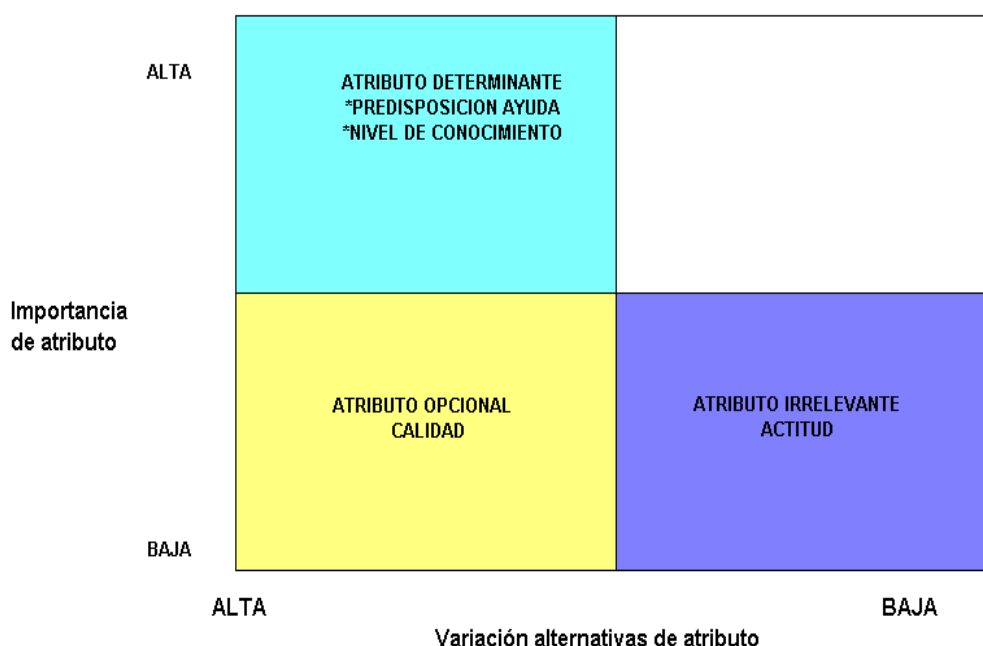 ALTA
ATRIBUTO DETERMINANTE
*PREDISPOSICION AYUDA
*NIVEL DE CONOCIMIENTO
Importancia
de atributo
ATRIBUTO OPCIONAL
CALIDAD
ATRIBUTO IRRELEVANTE
ACTITUD
BAJA
ALTA
BAJA
Variación alternativas de atributo